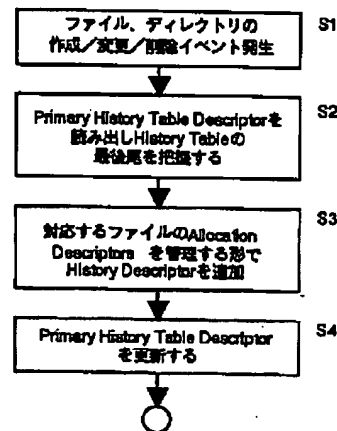 ファイル、ディレクトリの
作成／変更／削除イベント発生
S1
Primary History Table Descriptorを
読み出しHistory Tableの
最後尾を把握する
S2
対応するファイルのAllocation
Descriptors を管理する形で
History Descriptorを追加
S3
Primary History Table Descriptor
を更新する
S4